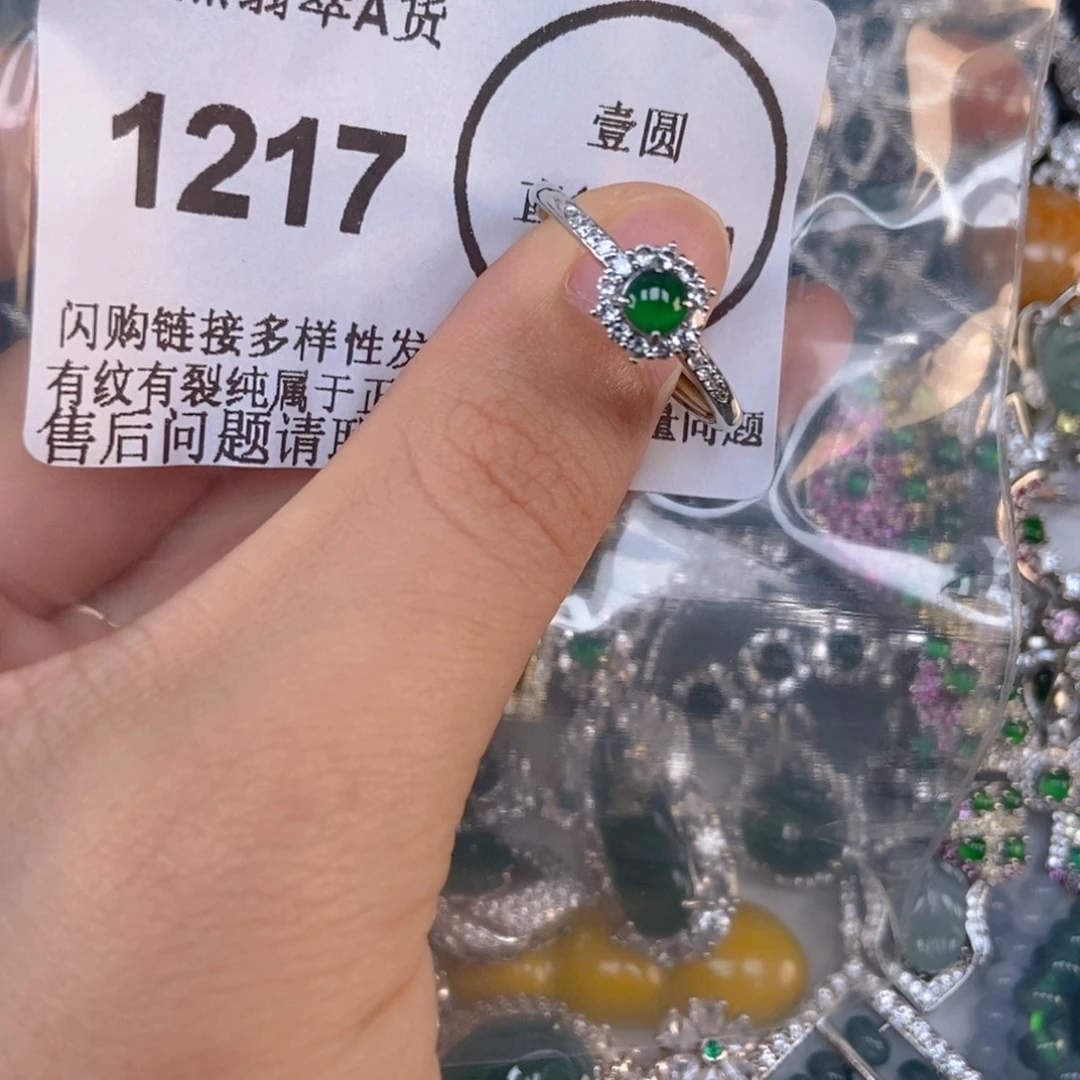 翡翠A货
1217
壹圆
闪购链接多样性发
有纹有裂纯属于正
量问题
售后问题请联